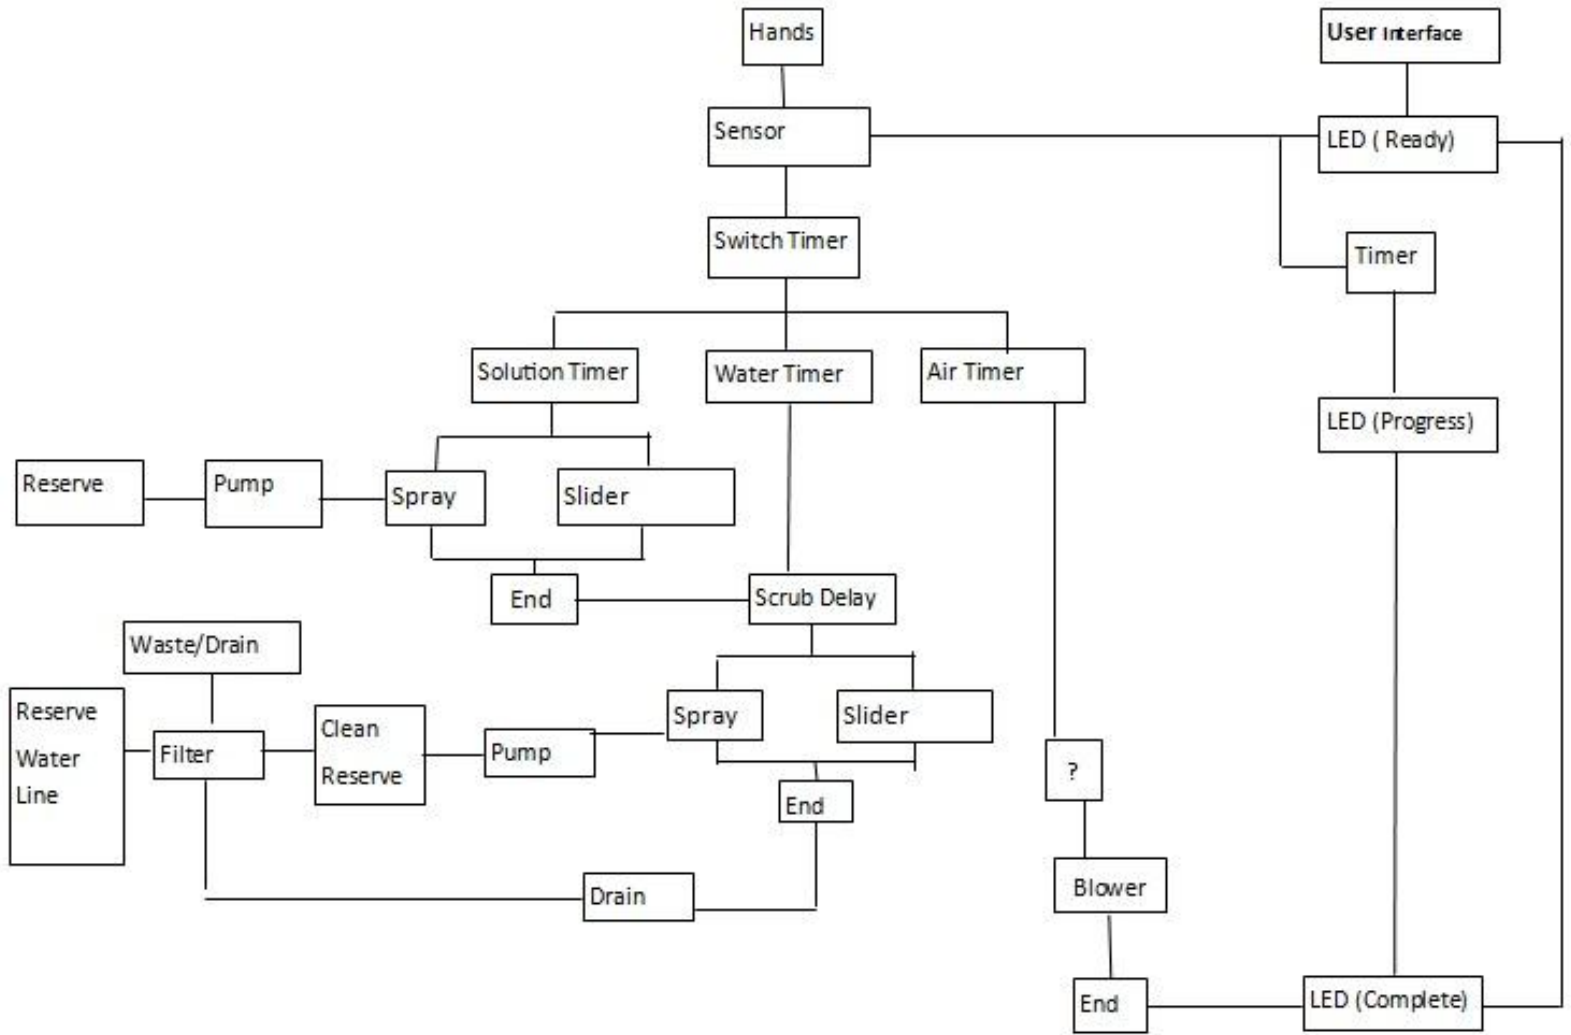 Hands
User Interface
Sensor
LED ( Ready)
Switch Timer
Timer
Solution Timer
Water Timer
Air Timer
LED (Progress)
Reserve
Pump
Spray
Slider
End
Scrub Delay
Waste/Drain
Reserve
Water
Line
Filter
Clean
Reserve
Pump
Spray
Slider
?
End
Drain
Blower
End
LED (Complete)